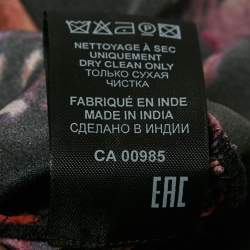 NETTOYAGE À SEC
UNIQUEMENT
DRY CLEAN ONLY
ТОЛЬКО СУХАЯ
ЧИСТКА
FABRIQUÉ EN INDE
MADE IN INDIA
СДЕЛАНО В ИНДИИ
CA 00985
EAC